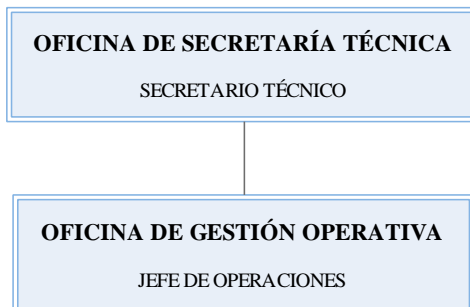 OFICINA DE SECRETARÍA TÉCNICA
SECRETARIO TÉCNICO
OFICINA DE GESTIÓN OPERATIVA
JEFE DE OPERACIONES